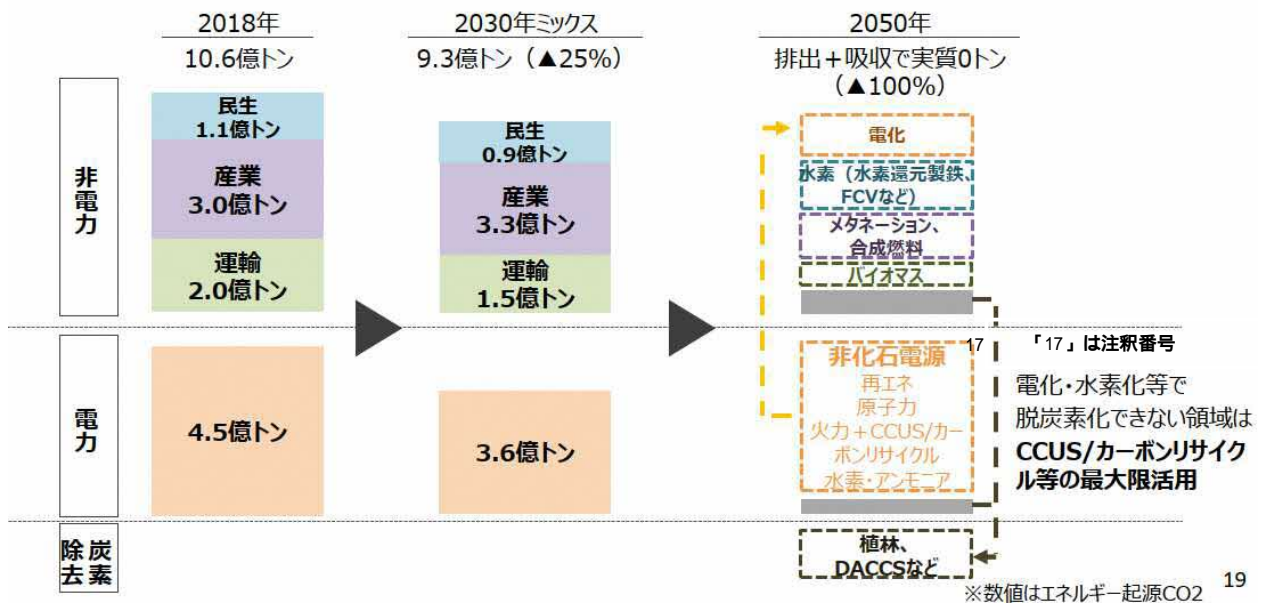 2018年
10.6億トン
2030年ミックス
9.3億トン（▲25%）
2050年
排出＋吸収で実質0トン
（▲100%）
非電力
民生
1.1億トン
産業
3.0億トン
運輸
2.0億トン
民生
0.9億トン
産業
3.3億トン
運輸
1.5億トン
電化
水素（水素還元製鉄、
FCVなど）
メタネーション、
合成燃料
バイオマス
電力
4.5億トン
3.6億トン
非化石電源
17
再エネ
原子力
火力＋CCUS/カー
ボンリサイクル
水素・アンモニア
「17」は注釈番号
電化・水素化等で
脱炭素化できない領域は
CCUS/カーボンリサイク
ル等の最大限活用
炭素除去
植林、
DACCSなど
※数値はエネルギー起源CO2
19